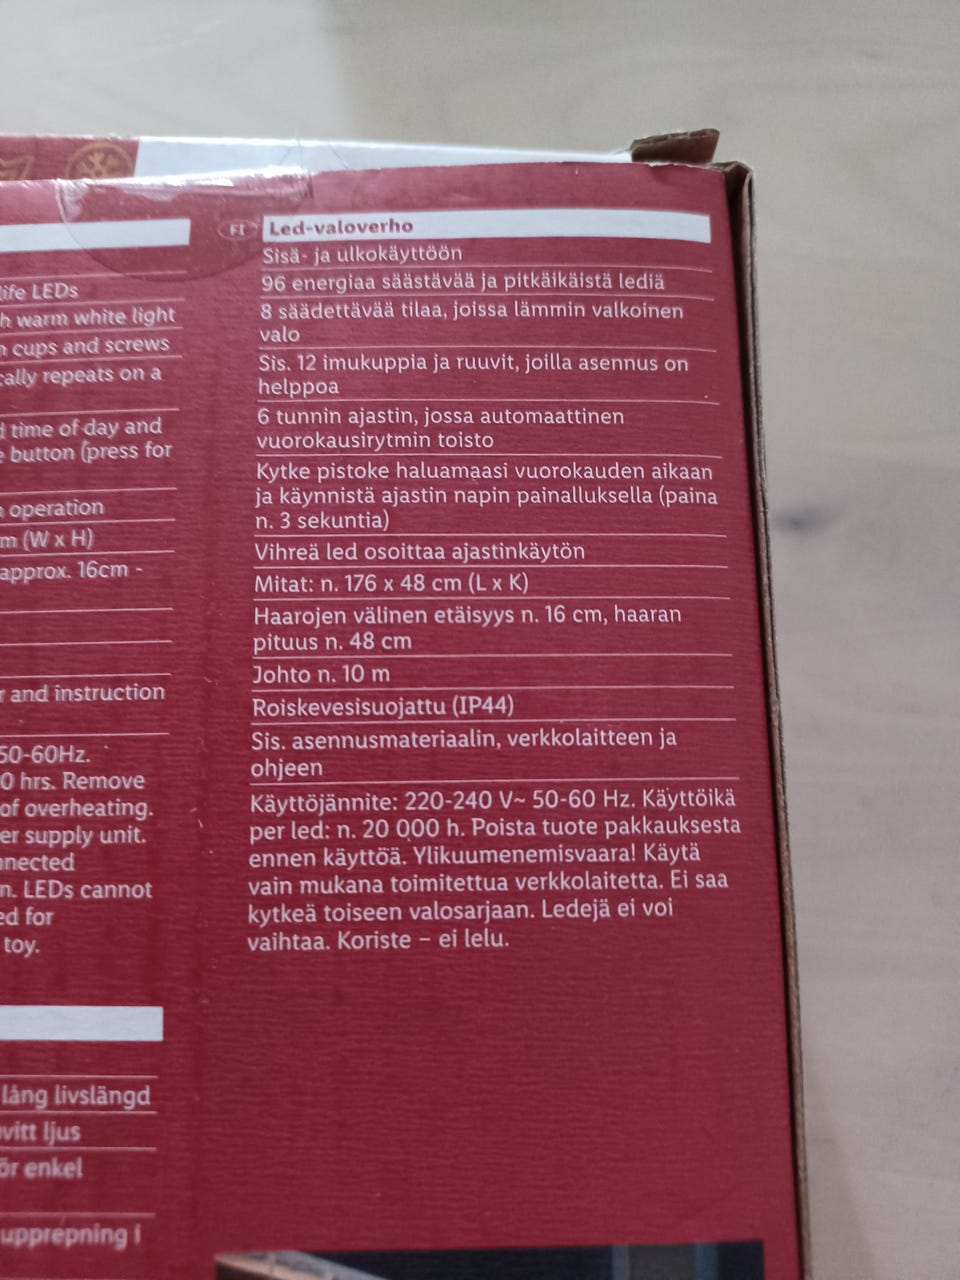 life LEDs
warm white light
cups and screws
repeats on a
time of day and
button (press for
operation
(W x H)
approx. 16cm -
and instruction
50-60Hz.
hrs. Remove
of overheating.
supply unit.
n. LEDs cannot
for
toy.
lång livslängd
ljus
enkel
upprepning i
FI Led-valoverho
Sisä- ja ulkokäyttöön
96 energiaa säästävää ja pitkäikäistä lediä
8 säädettävää tilaa, joissa lämmin valkoinen
valo
Sis. 12 imukuppia ja ruuvit, joilla asennus on
helppoa
6 tunnin ajastin, jossa automaattinen
vuorokausirytmin toisto
Kytke pistoke haluamaasi vuorokauden aikaan
ja käynnistä ajastin napin painalluksella (paina
n. 3 sekuntia)
Vihreä led osoittaa ajastinkäytön
Mitat: n. 176 x 48 cm (L x K)
Haarojen välinen etäisyys n. 16 cm, haaran
pituus n. 48 cm
Johto n. 10 m
Roiskevesisuojattu (IP44)
Sis. asennusmateriaalin, verkkolaitteen ja
ohjeen
Käyttöjännite: 220-240 V~ 50-60 Hz. Käyttöikä
per led: n. 20 000 h. Poista tuote pakkauksesta
ennen käyttöä. Ylikuumenemisvaara! Käytä
vain mukana toimitettua verkkolaitetta. Ei saa
kytkeä toiseen valosarjaan. Ledejä ei voi
vaihtaa. Koriste – ei lelu.